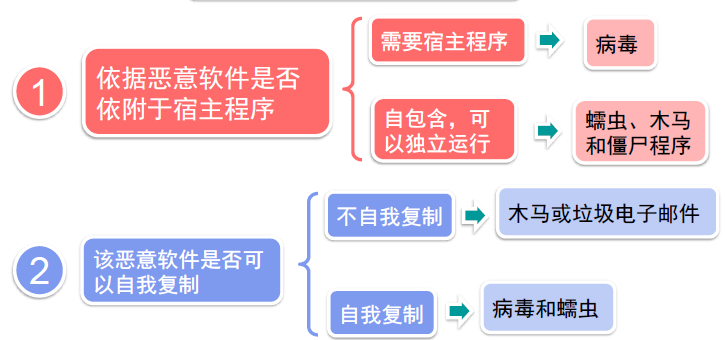 1
依据恶意软件是否
依附于宿主程序
需要宿主程序
病毒
自包含，可
以独立运行
蠕虫、木马
和僵尸程序
2
该恶意软件是否可
以自我复制
不自我复制
木马或垃圾电子邮件
自我复制
病毒和蠕虫